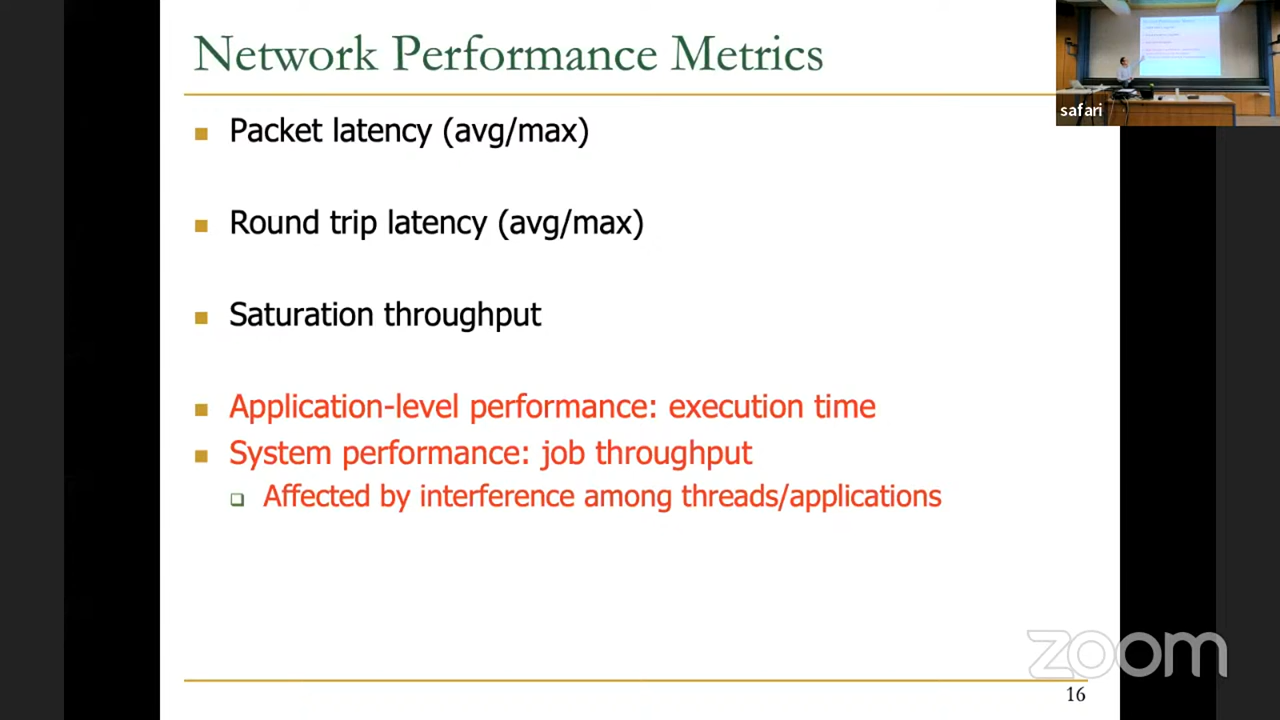 Network Performance Metrics
Packet latency (avg/max)
Round trip latency (avg/max)
Saturation throughput
Application-level performance: execution time
System performance: job throughput
Affected by interference among threads/applications
safari
zoom
16